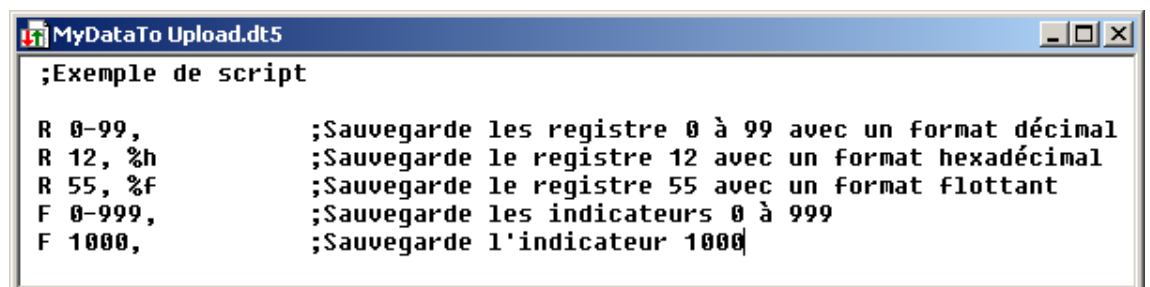 MyDataTo Upload.dt5
;Exemple de script
R 0-99, ;Sauvegarde les registre 0 à 99 avec un format décimal
R 12, %h ;Sauvegarde le registre 12 avec un format hexadécimal
R 55, %f ;Sauvegarde le registre 55 avec un format flottant
F 0-999, ;Sauvegarde les indicateurs 0 à 999
F 1000, ;Sauvegarde l'indicateur 1000